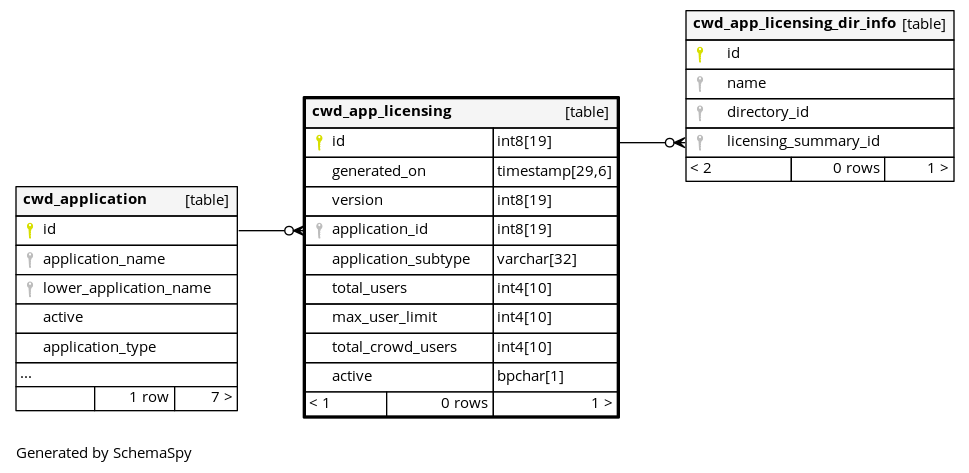 cwd_app_licensing_dir_info [table]
id
name
directory_id
licensing_summary_id
< 2 0 rows 1 >
cwd_app_licensing [table]
id int8[19]
generated_on timestamp[29,6]
version int8[19]
application_id int8[19]
application_subtype varchar[32]
total_users int4[10]
max_user_limit int4[10]
total_crowd_users int4[10]
active bpchar[1]
< 1 0 rows 1 >
cwd_application [table]
id
application_name
lower_application_name
active
application_type
...
1 row 7 >
Generated by SchemaSpy